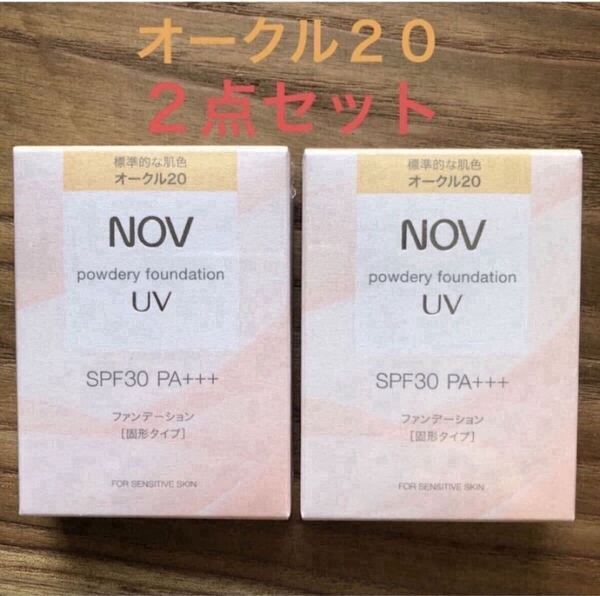 オークル２０
２点セット
標準的な肌色
オークル20
NOV
powdery foundation
UV
SPF30 PA+++
ファンデーション
[固形タイプ]
FOR SENSITIVE SKIN
標準的な肌色
オークル20
NOV
powdery foundation
UV
SPF30 PA+++
ファンデーション
[固形タイプ]
FOR SENSITIVE SKIN